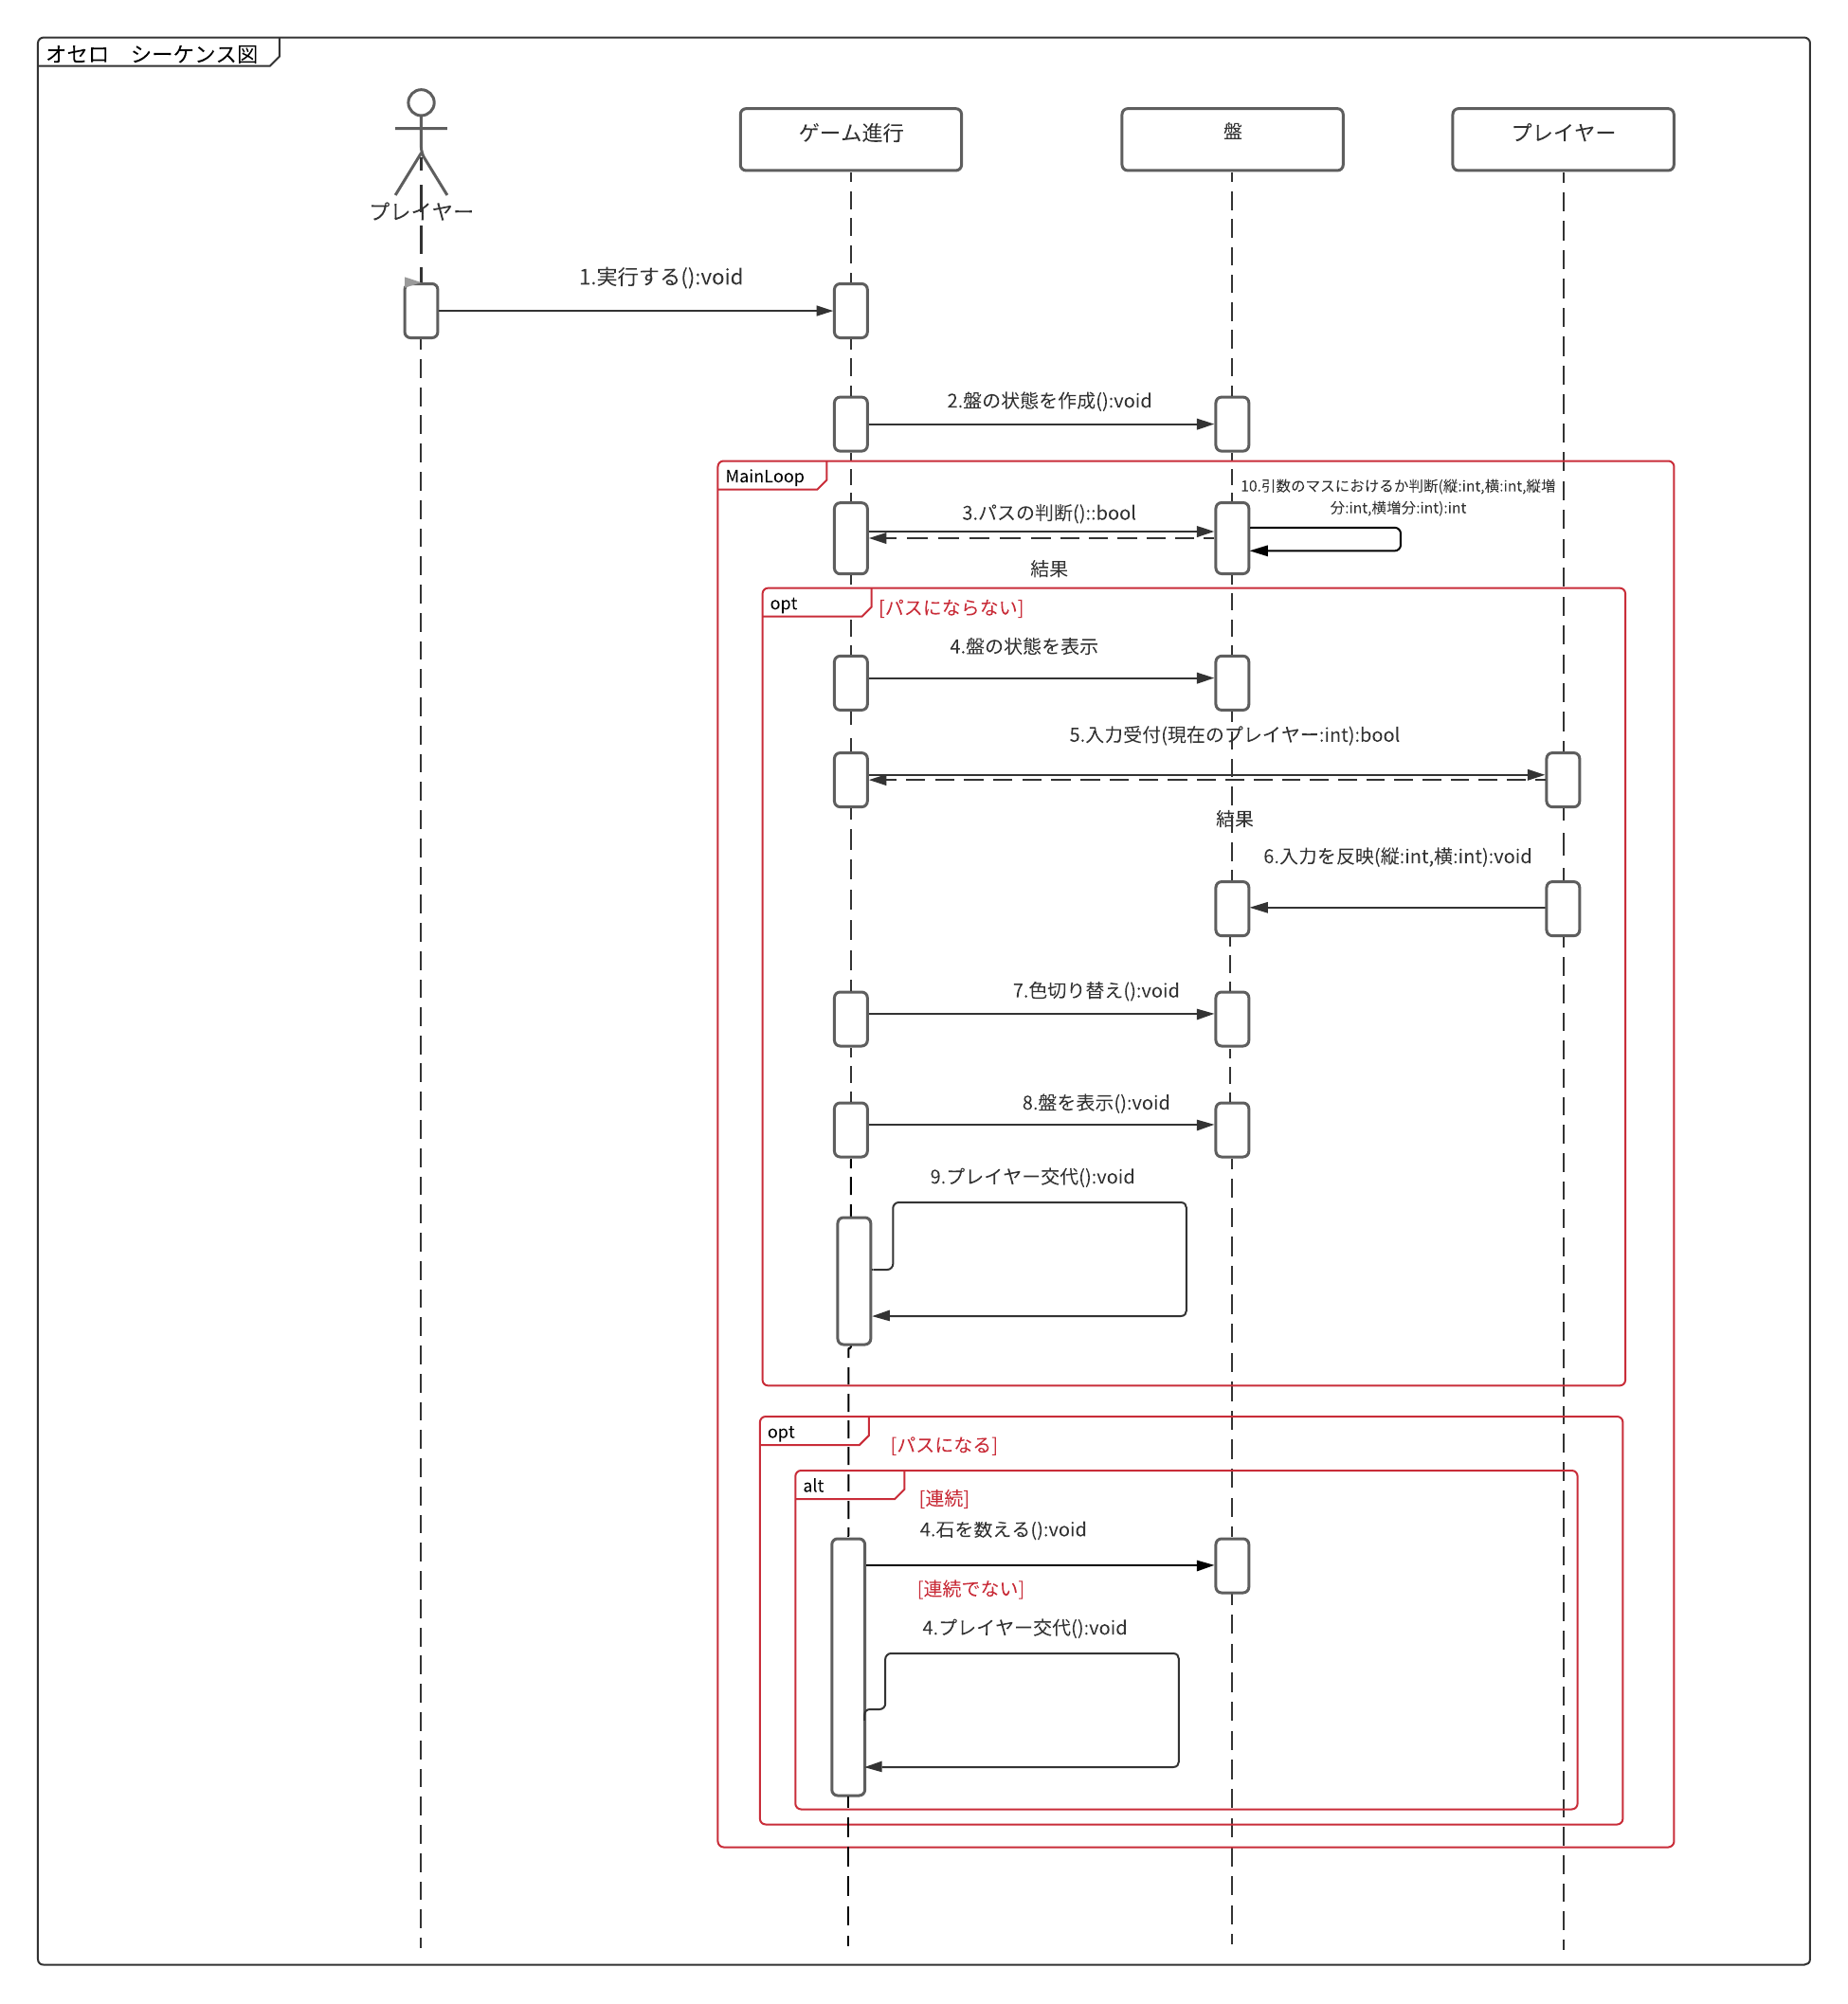 オセロ　シーケンス図
ゲーム進行
盤
プレイヤー
プレイヤー
1.実行する():void
2.盤の状態を作成():void
MainLoop
10.引数のマスにおけるか判断(縦:int,横:int,縦増
分:int,横増分:int):int
3.パスの判断()::bool
結果
opt
[パスにならない]
4.盤の状態を表示
5.入力受付(現在のプレイヤー:int):bool
結果
6.入力を反映(縦:int,横:int):void
7.色切り替え():void
8.盤を表示():void
9.プレイヤー交代():void
opt
[パスになる]
alt
[連続]
4.石を数える():void
[連続でない]
4.プレイヤー交代():void